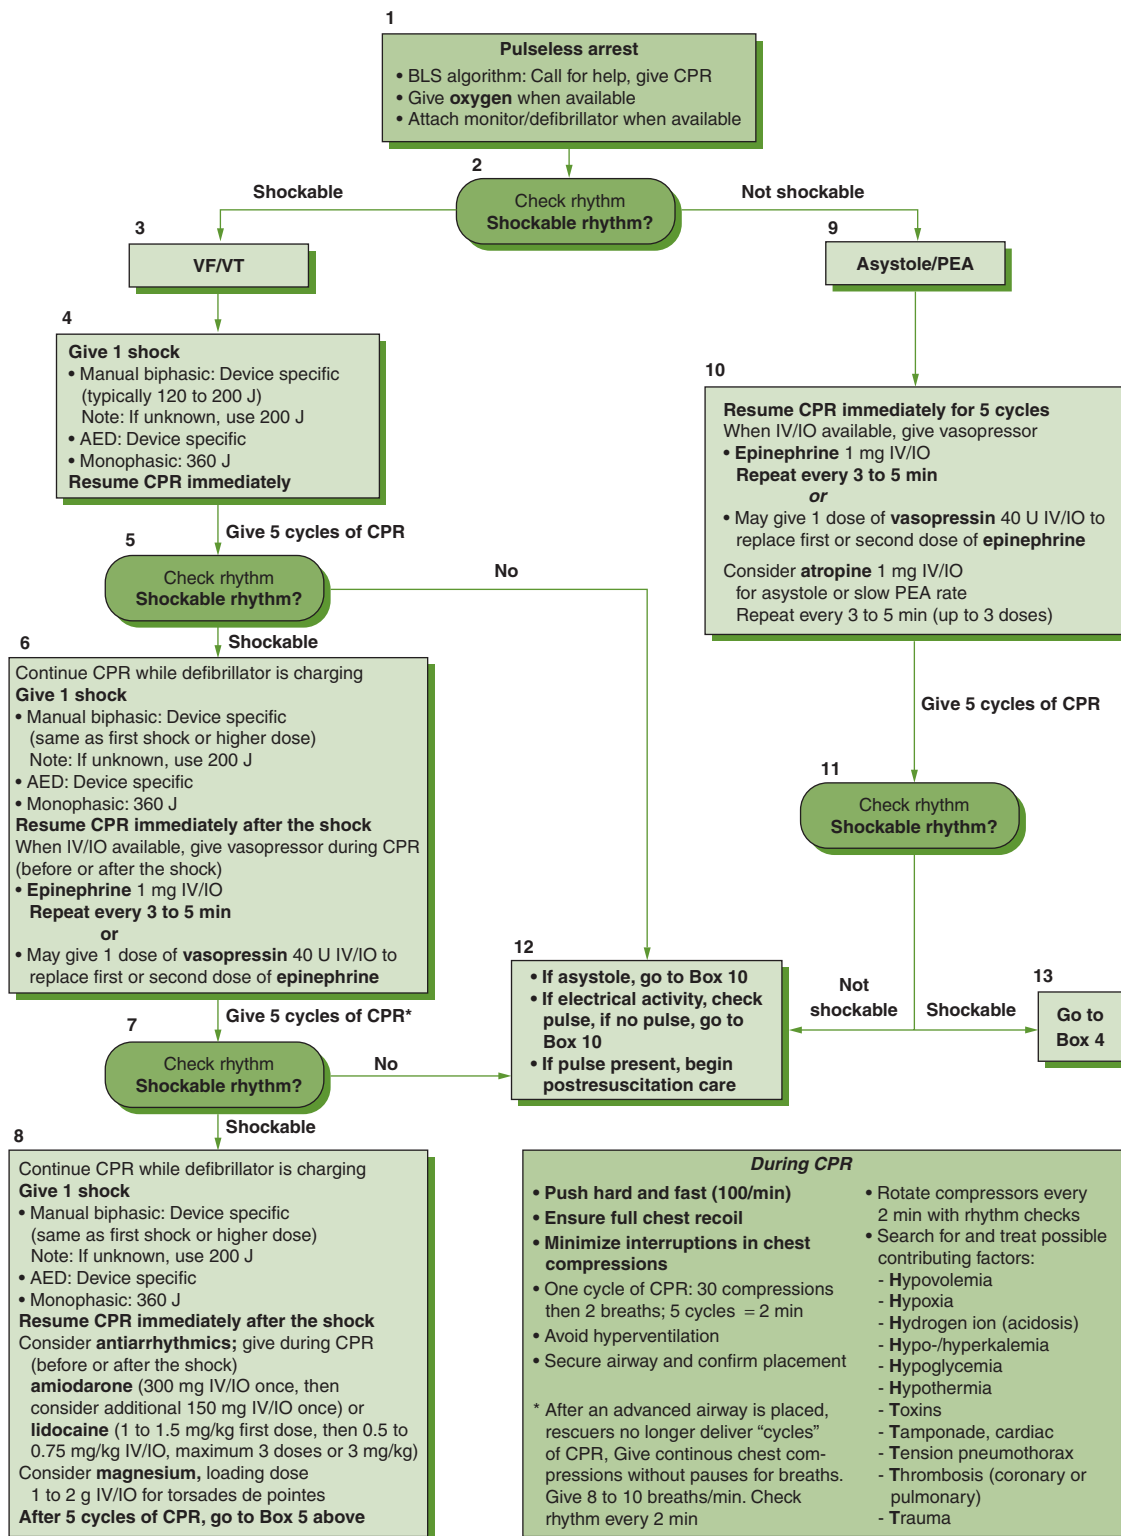 1
Pulseless arrest
• BLS algorithm: Call for help, give CPR
• Give oxygen when available
• Attach monitor/defibrillator when available
2
Shockable
Check rhythm
Shockable rhythm?
Not shockable
3
VF/VT
9
Asystole/PEA
4
Give 1 shock
• Manual biphasic: Device specific
(typically 120 to 200 J)
Note: If unknown, use 200 J
• AED: Device specific
• Monophasic: 360 J
Resume CPR immediately
10
Resume CPR immediately for 5 cycles
When IV/IO available, give vasopressor
• Epinephrine 1 mg IV/IO
Repeat every 3 to 5 min
or
• May give 1 dose of vasopressin 40 U IV/IO to
replace first or second dose of epinephrine
Consider atropine 1 mg IV/IO
for asystole or slow PEA rate
Repeat every 3 to 5 min (up to 3 doses)
Give 5 cycles of CPR
5
Check rhythm
Shockable rhythm?
No
Shockable
6
Continue CPR while defibrillator is charging
Give 1 shock
• Manual biphasic: Device specific
(same as first shock or higher dose)
Note: If unknown, use 200 J
• AED: Device specific
• Monophasic: 360 J
Resume CPR immediately after the shock
When IV/IO available, give vasopressor during CPR
(before or after the shock)
• Epinephrine 1 mg IV/IO
Repeat every 3 to 5 min
or
• May give 1 dose of vasopressin 40 U IV/IO to
replace first or second dose of epinephrine
Give 5 cycles of CPR
11
Check rhythm
Shockable rhythm?
12
• If asystole, go to Box 10
• If electrical activity, check
pulse, if no pulse, go to
Box 10
• If pulse present, begin
postresuscitation care
Not
shockable
Shockable
13
Go to
Box 4
Give 5 cycles of CPR*
7
Check rhythm
Shockable rhythm?
No
Shockable
8
Continue CPR while defibrillator is charging
Give 1 shock
• Manual biphasic: Device specific
(same as first shock or higher dose)
Note: If unknown, use 200 J
• AED: Device specific
• Monophasic: 360 J
Resume CPR immediately after the shock
Consider antiarrhythmics; give during CPR
(before or after the shock)
amiodarone (300 mg IV/IO once, then
consider additional 150 mg IV/IO once) or
lidocaine (1 to 1.5 mg/kg first dose, then 0.5 to
0.75 mg/kg IV/IO, maximum 3 doses or 3 mg/kg)
Consider magnesium, loading dose
1 to 2 g IV/IO for torsades de pointes
After 5 cycles of CPR, go to Box 5 above
During CPR
• Push hard and fast (100/min)
• Ensure full chest recoil
• Minimize interruptions in chest
compressions
• One cycle of CPR: 30 compressions
then 2 breaths; 5 cycles = 2 min
• Avoid hyperventilation
• Secure airway and confirm placement
* After an advanced airway is placed,
rescuers no longer deliver “cycles”
of CPR, Give continous chest com-
pressions without pauses for breaths.
Give 8 to 10 breaths/min. Check
rhythm every 2 min
• Rotate compressors every
2 min with rhythm checks
• Search for and treat possible
contributing factors:
- Hypovolemia
- Hypoxia
- Hydrogen ion (acidosis)
- Hypo-/hyperkalemia
- Hypoglycemia
- Hypothermia
- Toxins
- Tamponade, cardiac
- Tension pneumothorax
- Thrombosis (coronary or
pulmonary)
- Trauma